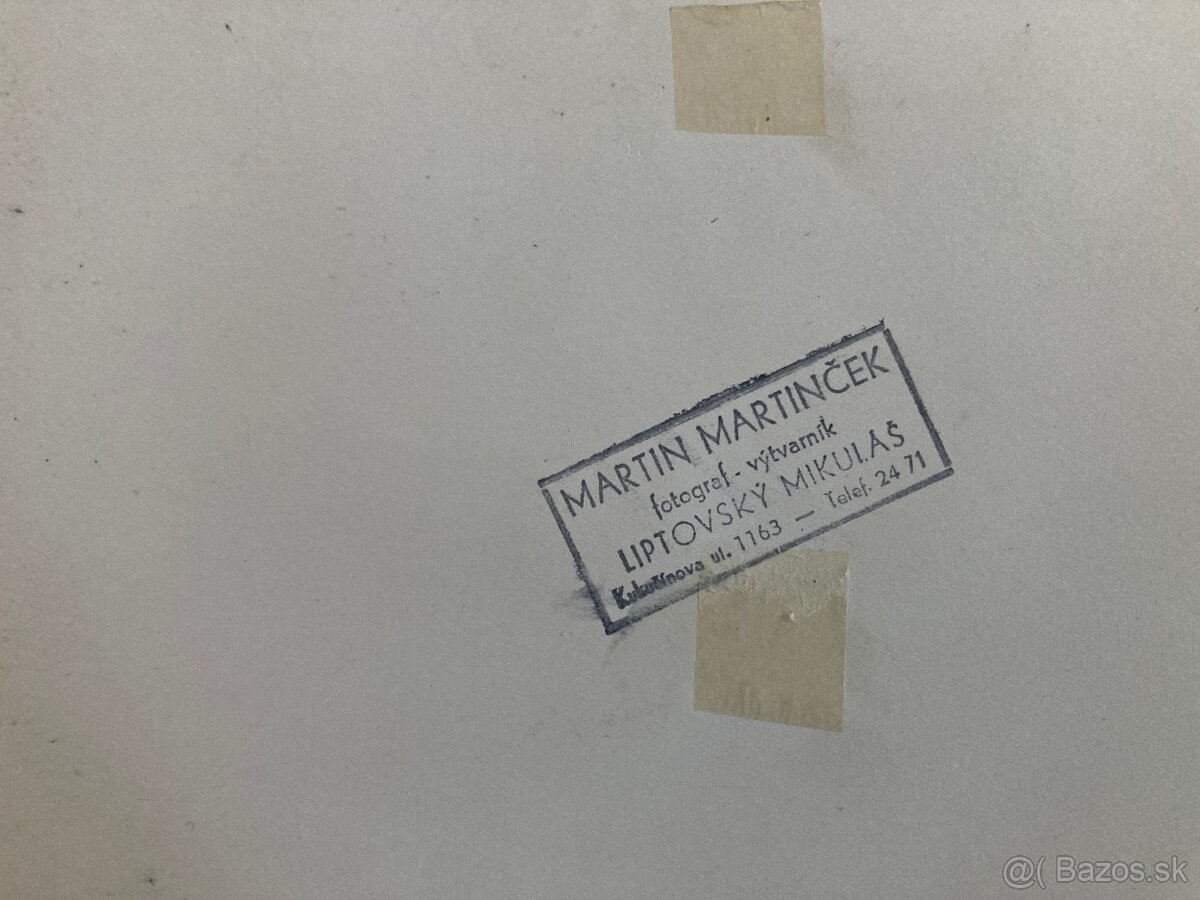 MARTIN MARTINČEK
fotograf - výtvarník
LIPTOVSKÝ MIKULÁŠ
Kukučínova ul. 1163 — Telef. 24 71
@( Bazos.sk